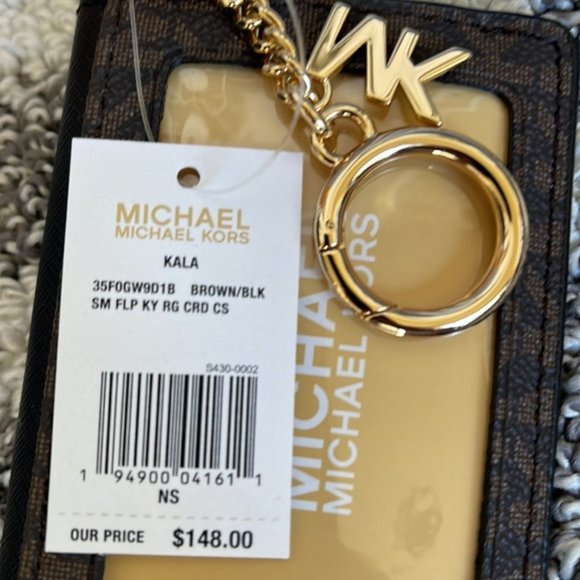 MK
MICHAEL
MICHAEL KORS
KALA
35F0GW9D1B BROWN/BLK
SM FLP KY RG CRD CS
S430-0002
1 94900 04161 1
NS
OUR PRICE $148.00
MICHAEL
MICHAEL KORS